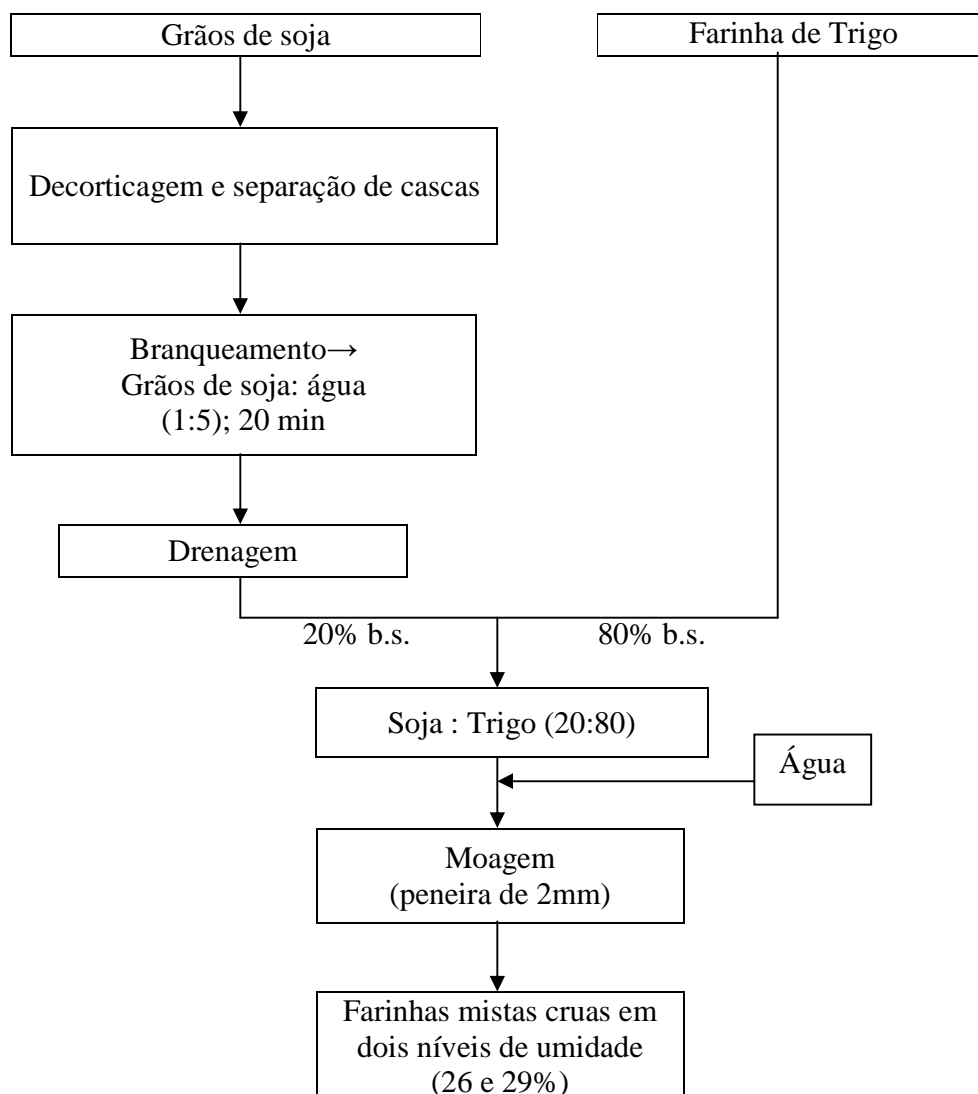 Grãos de soja
Farinha de Trigo
Decorticagem e separação de cascas
Branqueamento→
Grãos de soja: água
(1:5); 20 min
Drenagem
20% b.s.
80% b.s.
Soja : Trigo (20:80)
Água
Moagem
(peneira de 2mm)
Farinhas mistas cruas em
dois níveis de umidade
(26 e 29%)